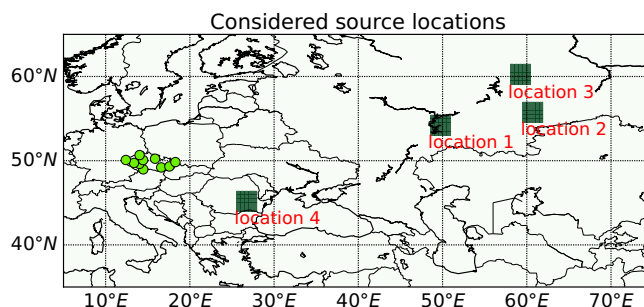 Considered source locations
60°N
location 3
location 2
location 1
50°N
location 4
40°N
10°E 20°E 30°E 40°E 50°E 60°E 70°E